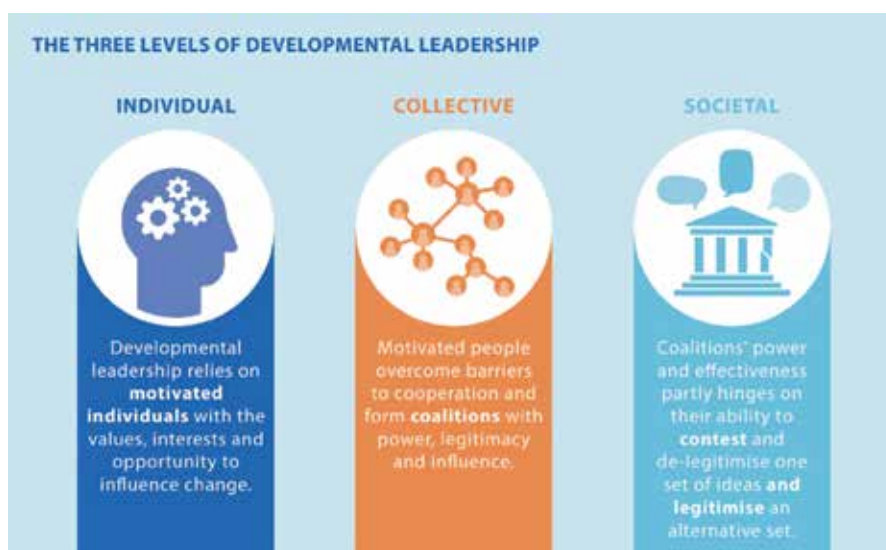 THE THREE LEVELS OF DEVELOPMENTAL LEADERSHIP
INDIVIDUAL
Developmental
leadership relies on
motivated
individuals with the
values, interests and
opportunity to
influence change.
COLLECTIVE
Motivated people
overcome barriers
to cooperation and
form coalitions with
power, legitimacy
and influence.
SOCIETAL
Coalitions' power
and effectiveness
partly hinges on
their ability to
contest and
de-legitimise one
set of ideas and
legitimise an
alternative set.